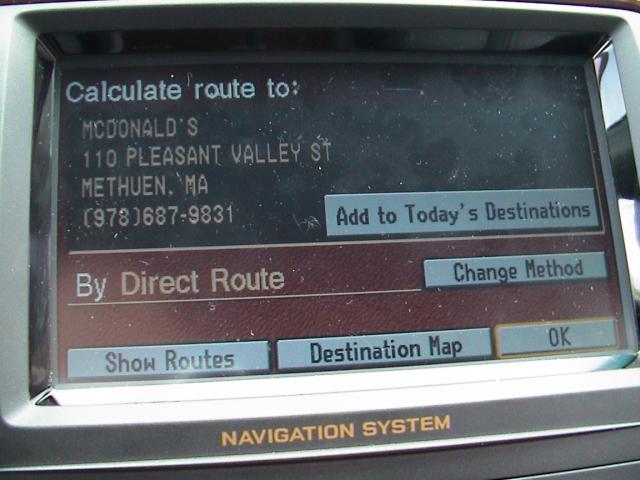 Calculate route to:
MCDONALD'S
110 PLEASANT VALLEY ST
METHUEN, MA
(978)687-9831
Add to Today's Destinations
By Direct Route
Change Method
Show Routes
Destination Map
OK
NAVIGATION SYSTEM